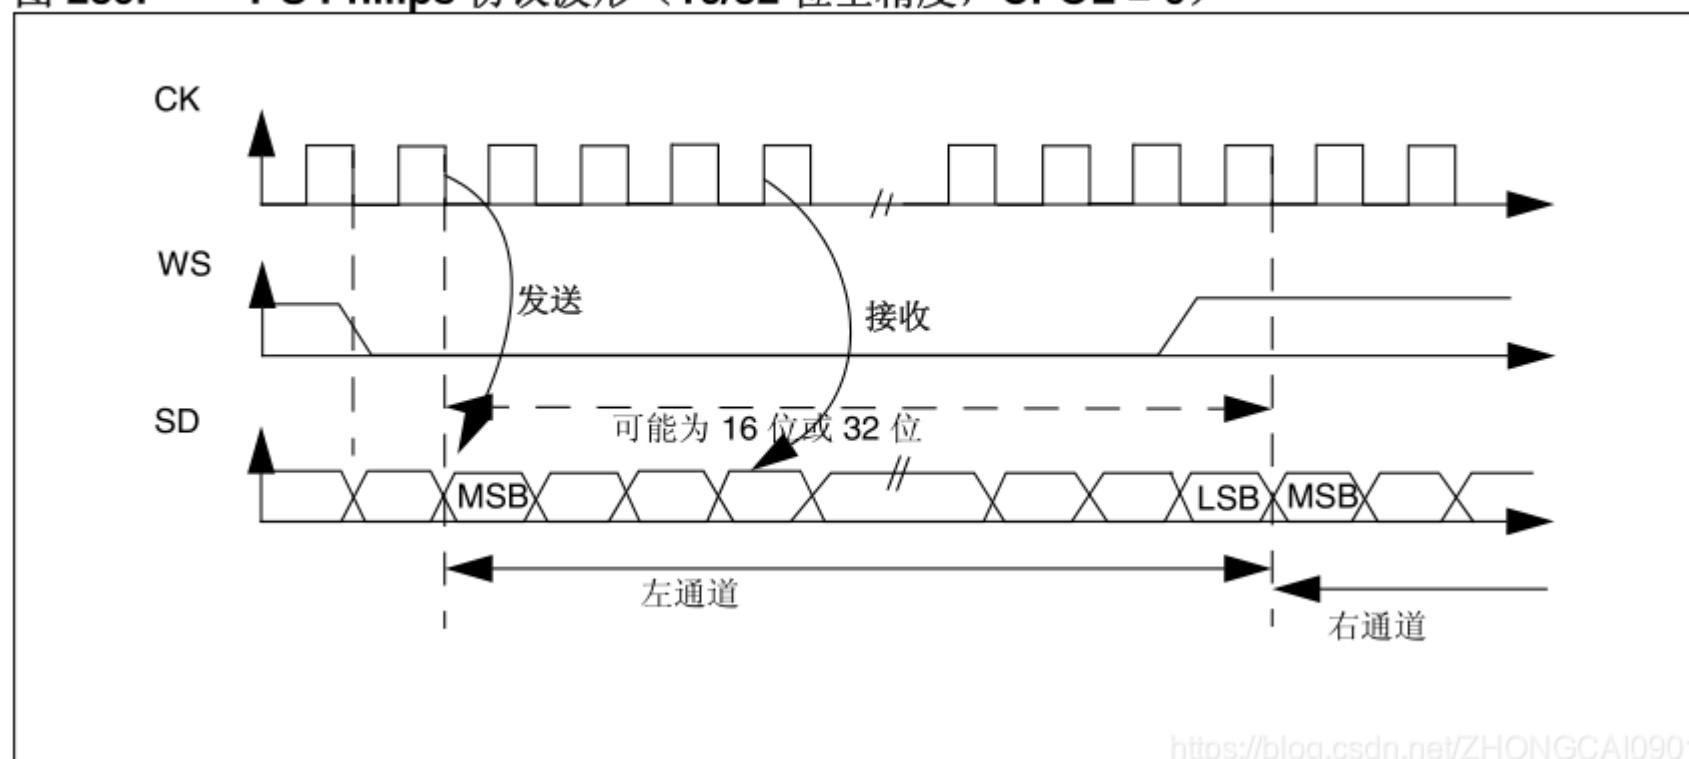 CK
WS
发送
接收
SD
可能为 16 位或 32 位
MSB
LSB
MSB
左通道
右通道
https://blog.csdn.net/ZHONGCAI0901